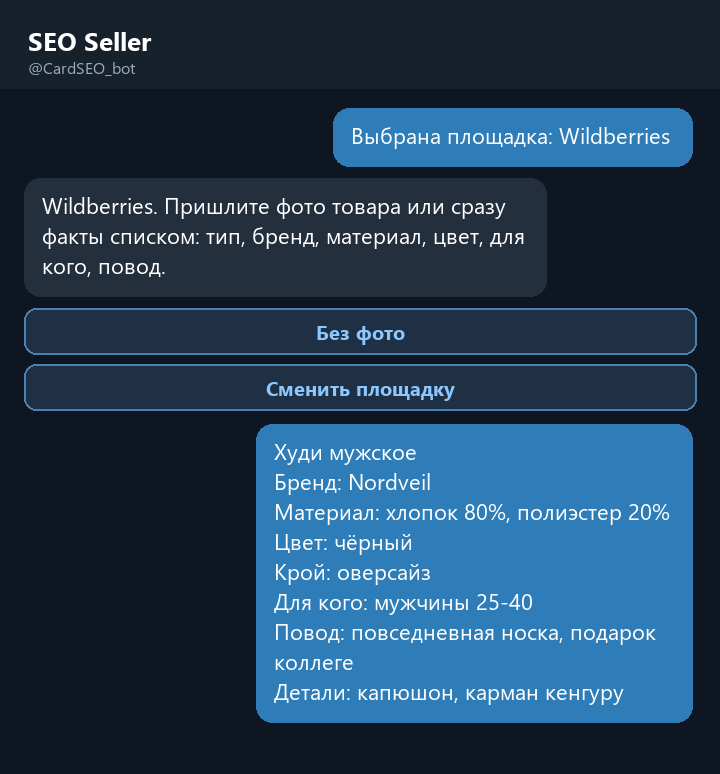 SEO Seller
@CardSEO_bot
Выбрана площадка: Wildberries
Wildberries. Пришлите фото товара или сразу
факты списком: тип, бренд, материал, цвет, для
кого, повод.
Без фото
Сменить площадку
Худи мужское
Бренд: Nordveil
Материал: хлопок 80%, полиэстер 20%
Цвет: чёрный
Крой: оверсайз
Для кого: мужчины 25-40
Повод: повседневная носка, подарок
коллеге
Детали: капюшон, карман кенгуру